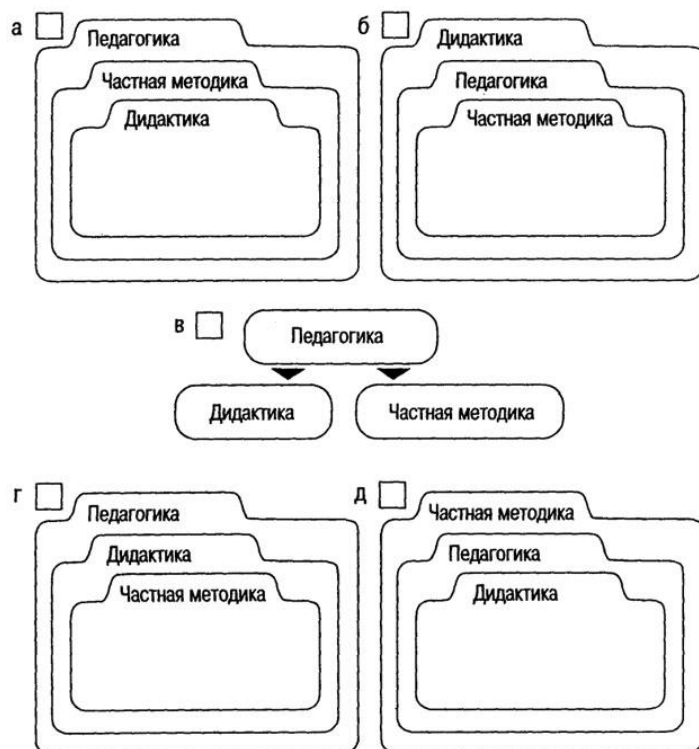 а
Педагогика
Частная методика
Дидактика
б
Дидактика
Педагогика
Частная методика
в
Педагогика
Дидактика
Частная методика
г
Педагогика
Дидактика
Частная методика
д
Частная методика
Педагогика
Дидактика